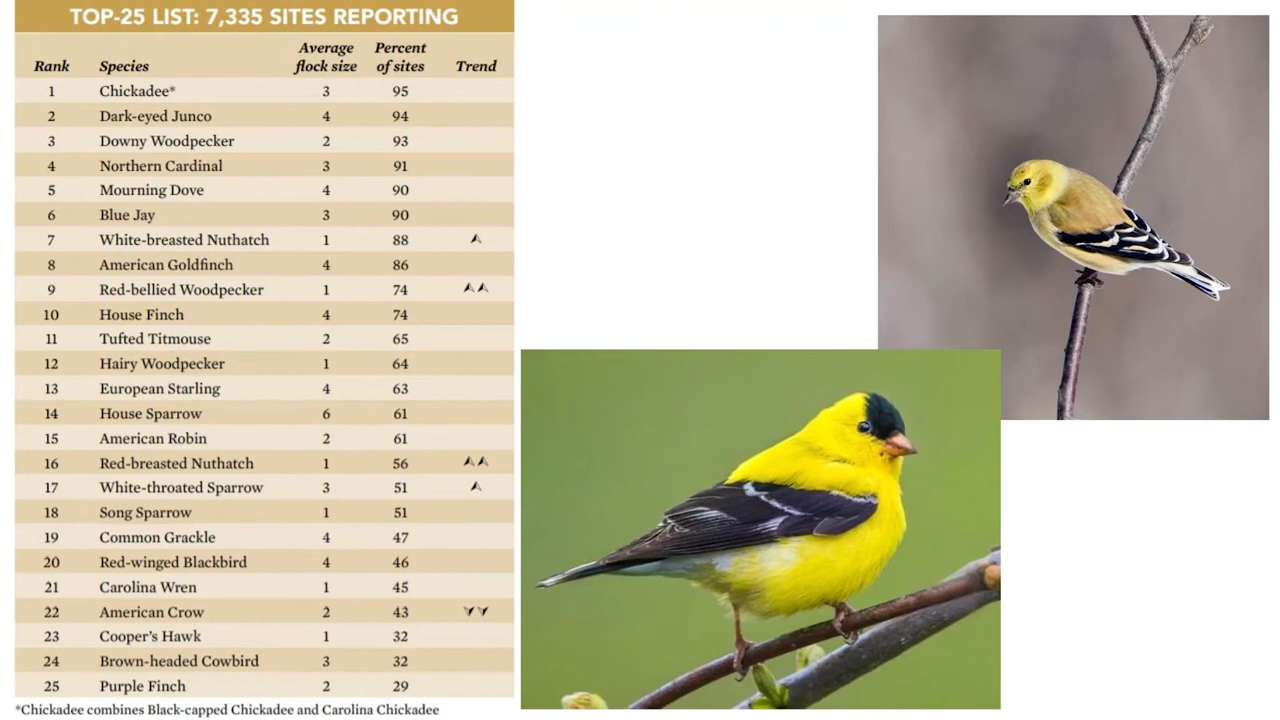 TOP-25 LIST: 7,335 SITES REPORTING
Rank Species Average flock size Percent of sites Trend
1 Chickadee* 3 95
2 Dark-eyed Junco 4 94
3 Downy Woodpecker 2 93
4 Northern Cardinal 3 91
5 Mourning Dove 4 90
6 Blue Jay 3 90
7 White-breasted Nuthatch 1 88
8 American Goldfinch 4 86
9 Red-bellied Woodpecker 1 74
10 House Finch 4 74
11 Tufted Titmouse 2 65
12 Hairy Woodpecker 1 64
13 European Starling 4 63
14 House Sparrow 6 61
15 American Robin 2 61
16 Red-breasted Nuthatch 1 56
17 White-throated Sparrow 3 51
18 Song Sparrow 1 51
19 Common Grackle 4 47
20 Red-winged Blackbird 4 46
21 Carolina Wren 1 45
22 American Crow 2 43
23 Cooper's Hawk 1 32
24 Brown-headed Cowbird 3 32
25 Purple Finch 2 29
*Chickadee combines Black-capped Chickadee and Carolina Chickadee